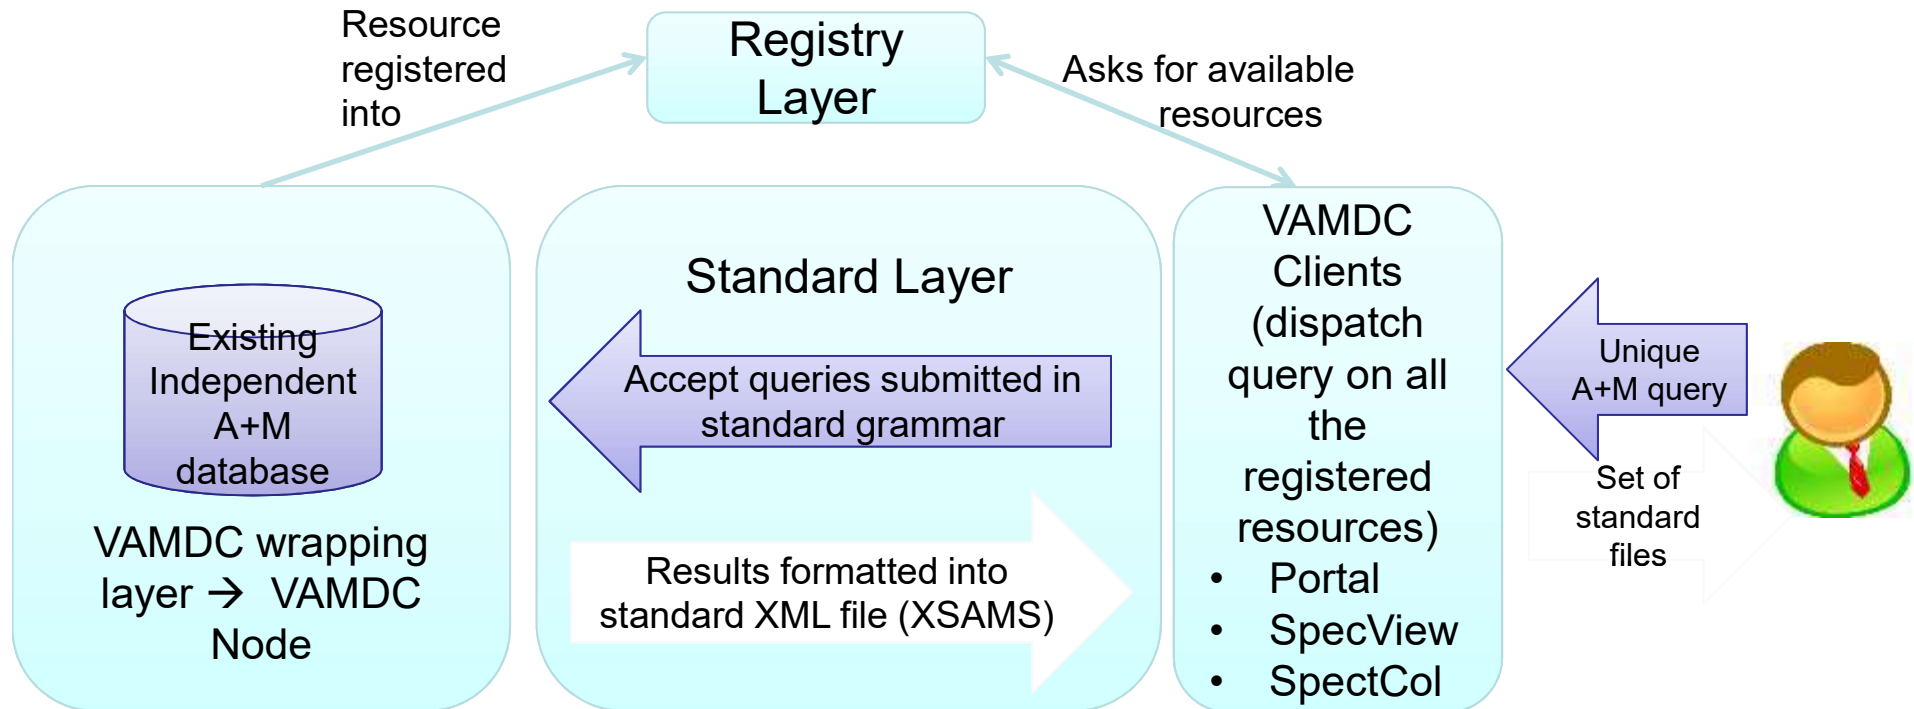 Resource
registered
into
Registry
Layer
Asks for available
resources
Existing
Independent
A+M
database
VAMDC wrapping
layer → VAMDC
Node
Standard Layer
Accept queries submitted in
standard grammar
Results formatted into
standard XML file (XSAMS)
VAMDC
Clients
(dispatch
query on all
the
registered
resources)
• Portal
• SpecView
• SpectCol
Unique
A+M query
Set of
standard
files